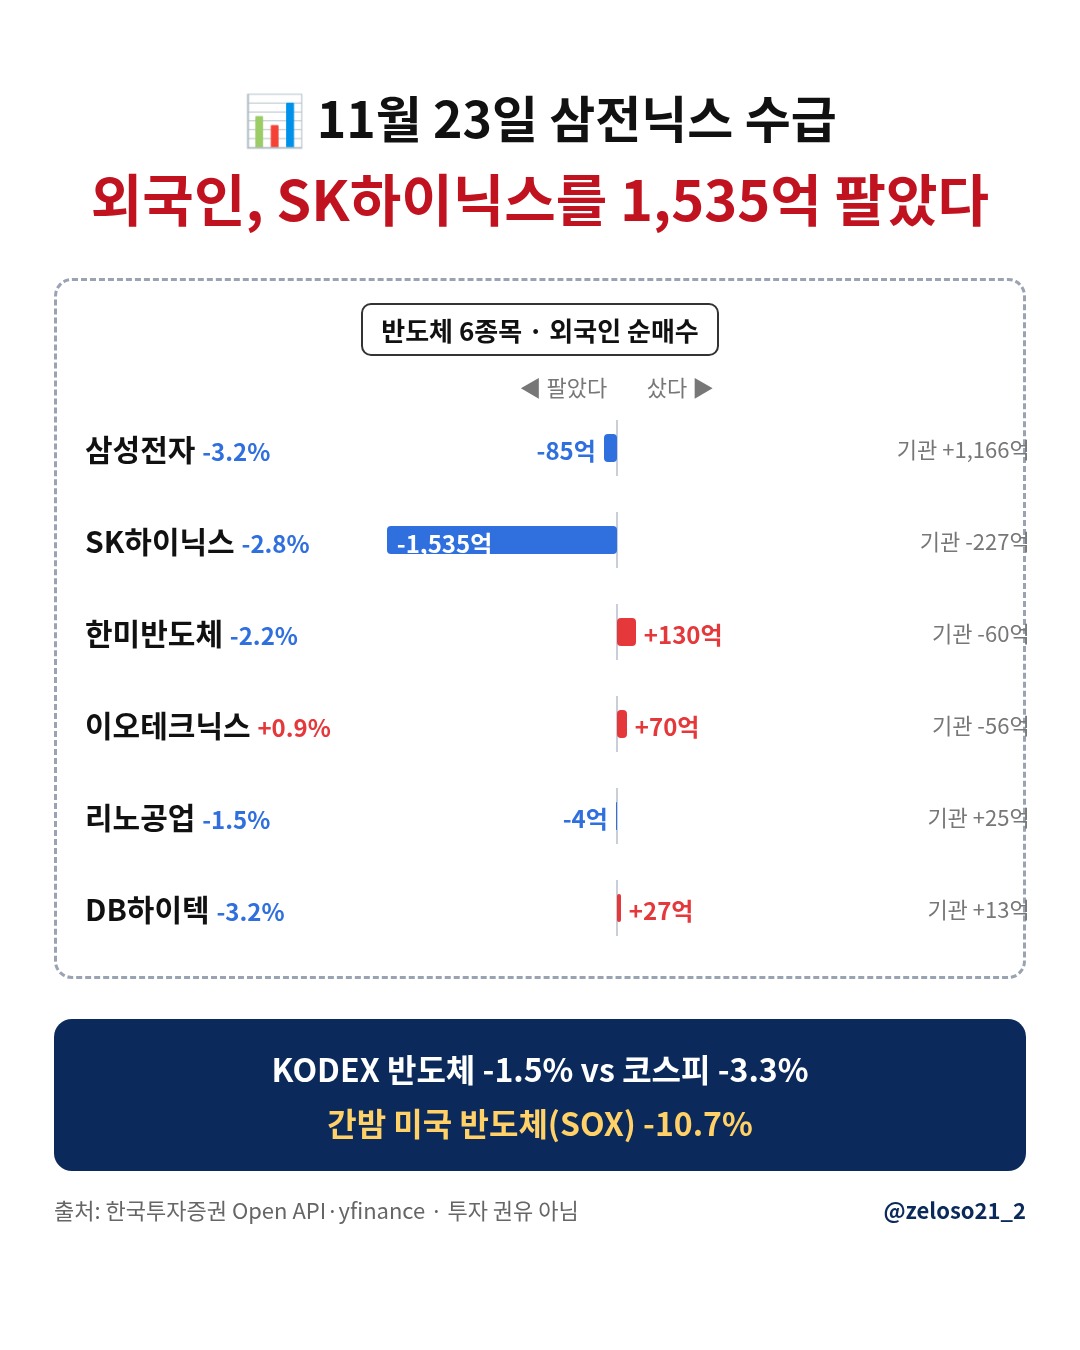 📊 11월 23일 삼전닉스 수급
외국인, SK하이닉스를 1,535억 팔았다
반도체 6종목 · 외국인 순매수
◀ 팔았다 샀다 ▶
삼성전자 -3.2% -85억 기관 +1,166억
SK하이닉스 -2.8% -1,535억 기관 -227억
한미반도체 -2.2% +130억 기관 -60억
이오테크닉스 +0.9% +70억 기관 -56억
리노공업 -1.5% -4억 기관 +25억
DB하이텍 -3.2% +27억 기관 +13억
KODEX 반도체 -1.5% vs 코스피 -3.3%
간밤 미국 반도체(SOX) -10.7%
출처: 한국투자증권 Open API·yfinance · 투자 권유 아님 @zeloso21_2